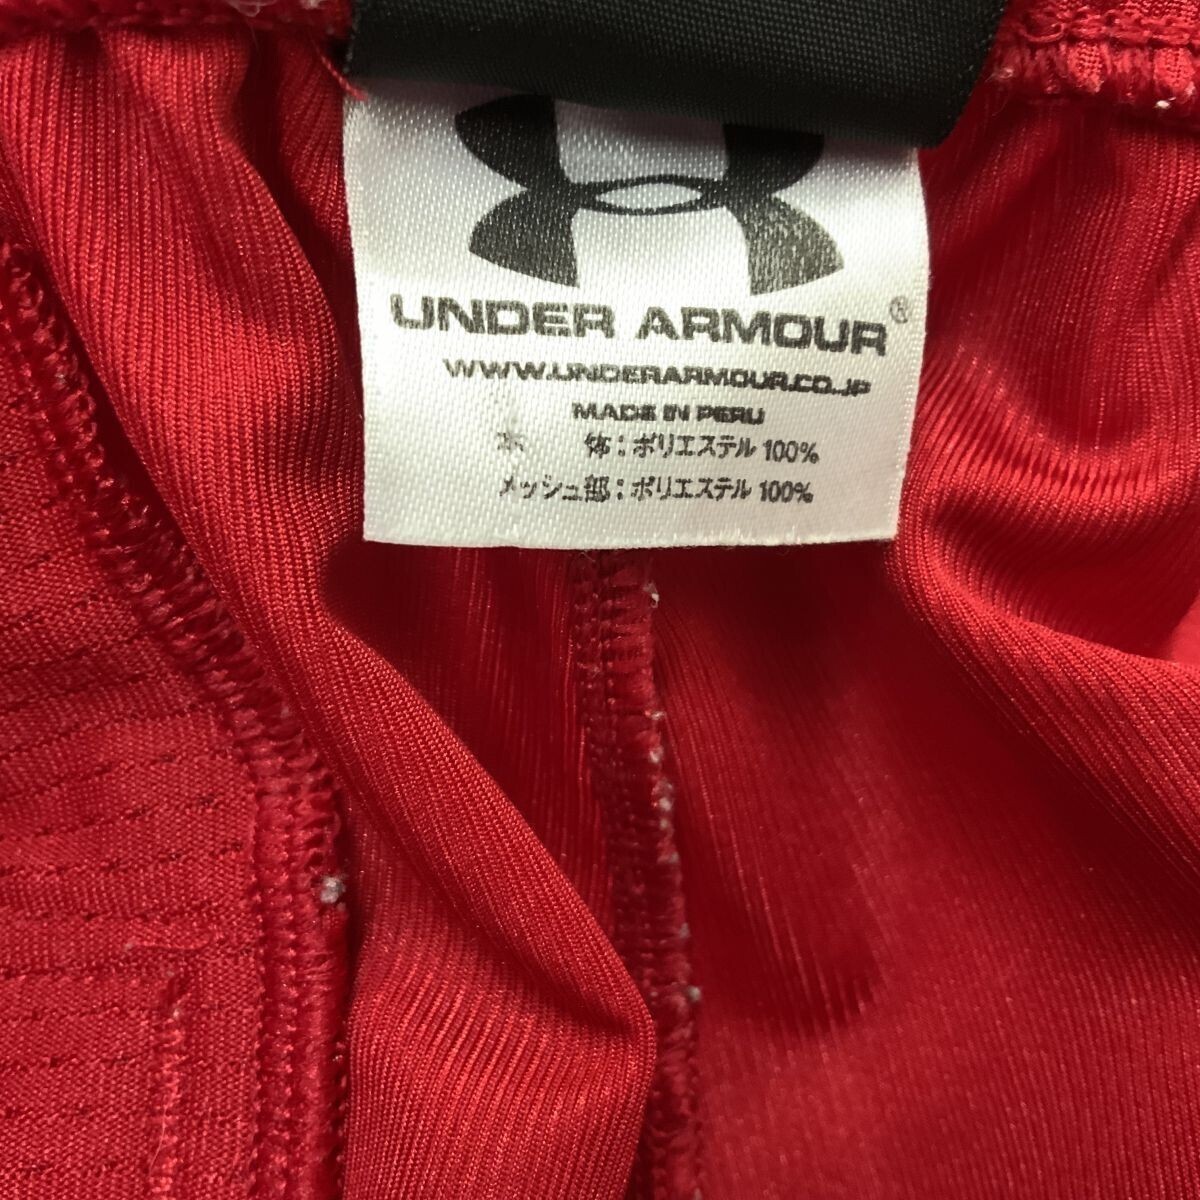 UNDER ARMOUR®
WWW.UNDERARMOUR.CO.JP
MADE IN PERU
本 体：ポリエステル 100%
メッシュ部：ポリエステル 100%